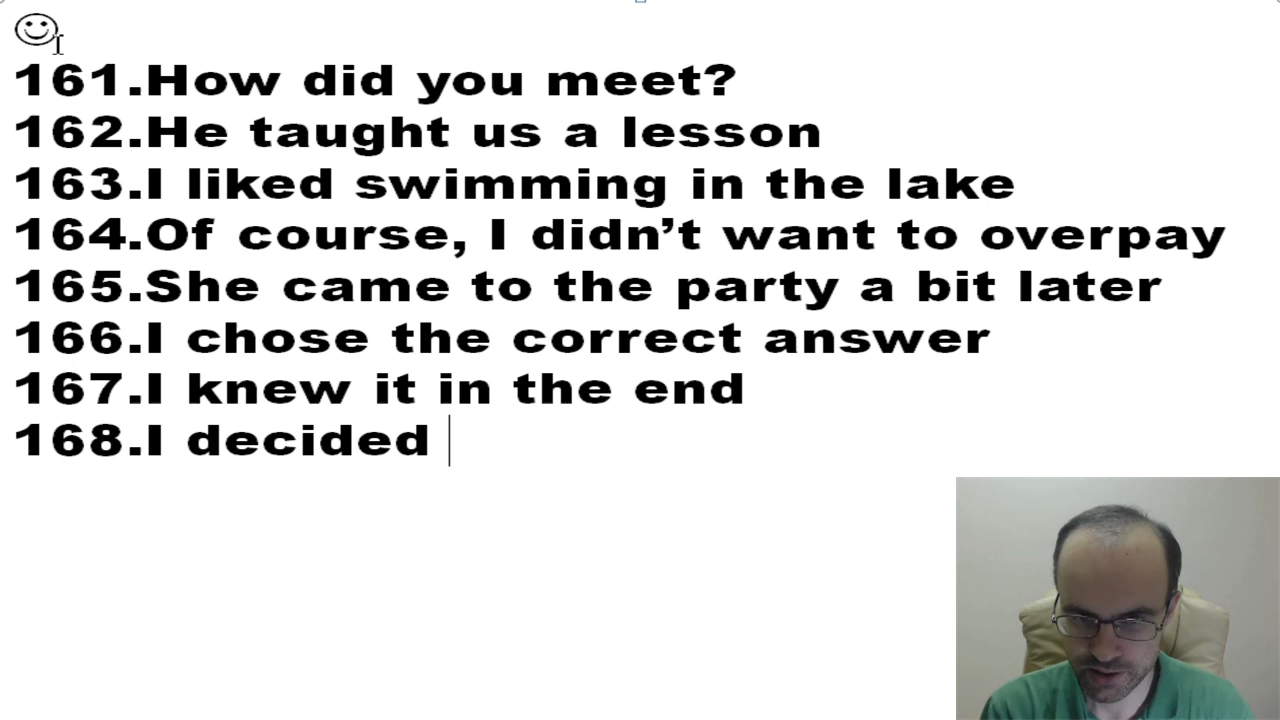 161.How did you meet?
162.He taught us a lesson
163.I liked swimming in the lake
164.Of course, I didn’t want to overpay
165.She came to the party a bit later
166.I chose the correct answer
167.I knew it in the end
168.I decided